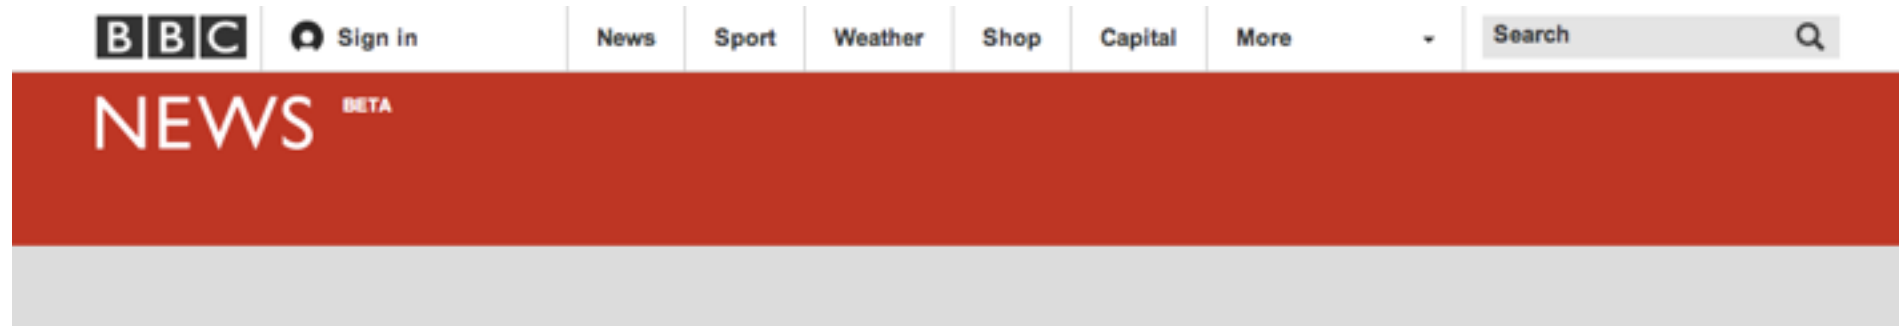 BBC Sign in News Sport Weather Shop Capital More Search
NEWS BETA